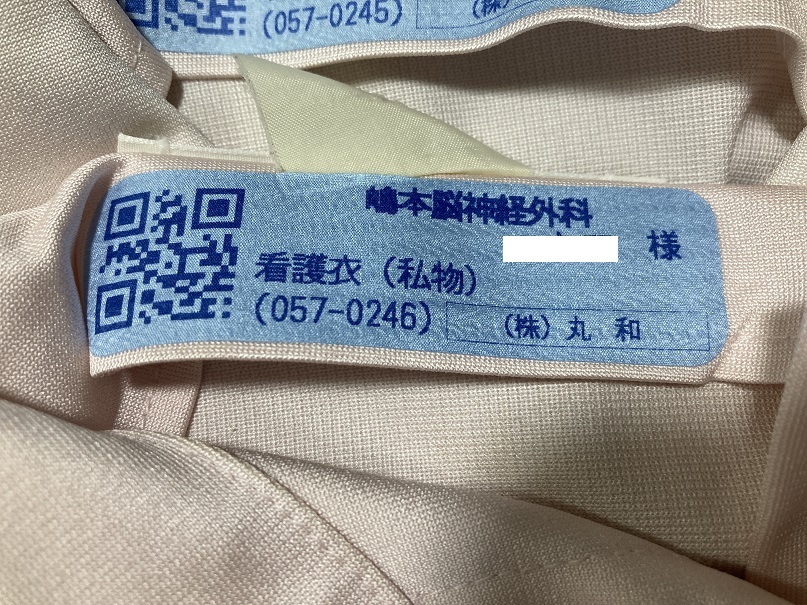 (057-0245)
(株)
嶋本脳神経外科
様
看護衣（私物）
(057-0246)
（株）丸 和